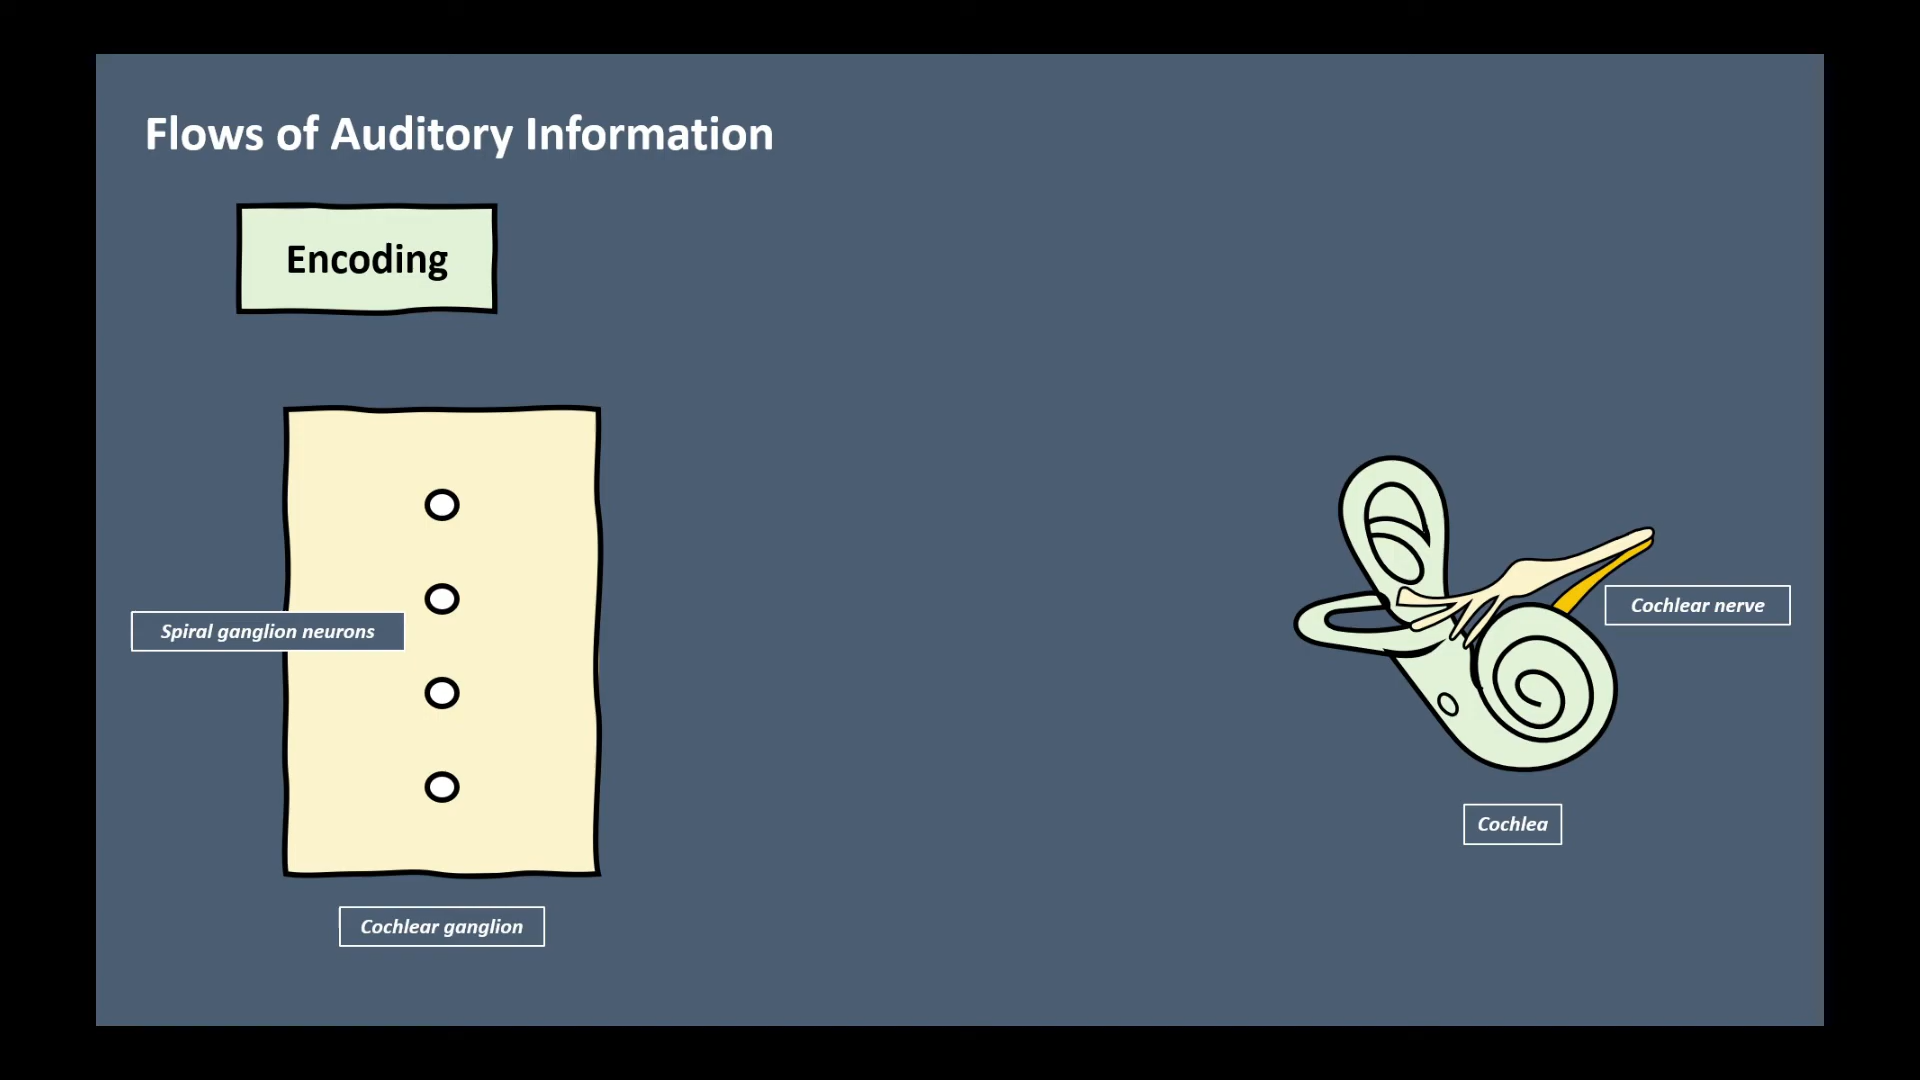 Flows of Auditory Information
Encoding
Spiral ganglion neurons
Cochlear ganglion
Cochlear nerve
Cochlea